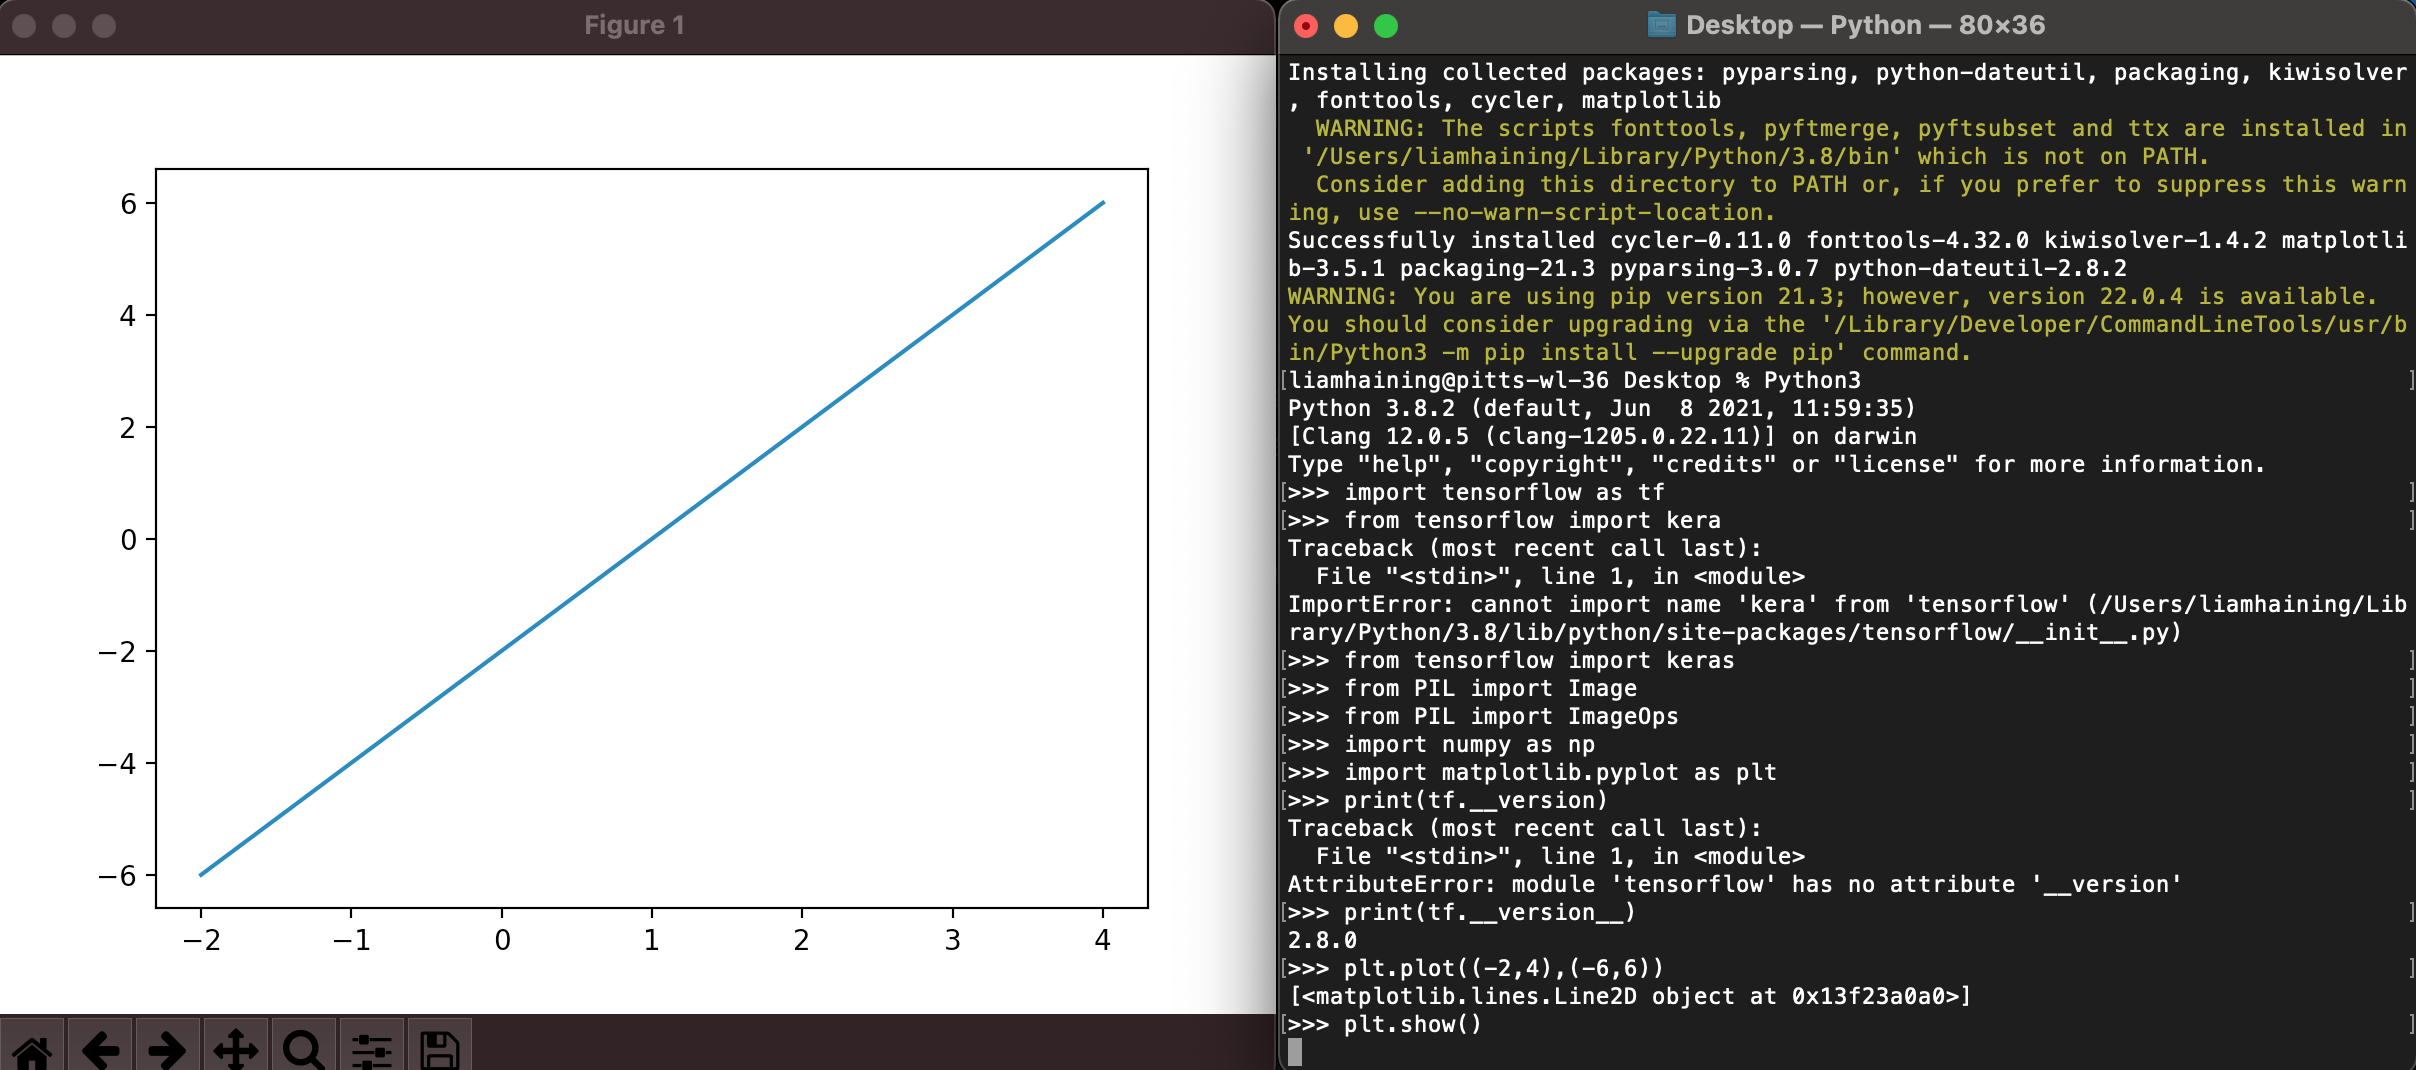 Figure 1
6
4
2
0
−2
−4
−6
−2 −1 0 1 2 3 4
Desktop — Python — 80×36
Installing collected packages: pyparsing, python-dateutil, packaging, kiwisolver
, fonttools, cycler, matplotlib
  WARNING: The scripts fonttools, pyftmerge, pyftsubset and ttx are installed in
 '/Users/liamhaining/Library/Python/3.8/bin' which is not on PATH.
  Consider adding this directory to PATH or, if you prefer to suppress this warn
ing, use --no-warn-script-location.
Successfully installed cycler-0.11.0 fonttools-4.32.0 kiwisolver-1.4.2 matplotli
b-3.5.1 packaging-21.3 pyparsing-3.0.7 python-dateutil-2.8.2
WARNING: You are using pip version 21.3; however, version 22.0.4 is available.
You should consider upgrading via the '/Library/Developer/CommandLineTools/usr/b
in/Python3 -m pip install --upgrade pip' command.
[liamhaining@pitts-wl-36 Desktop % Python3 ]
Python 3.8.2 (default, Jun  8 2021, 11:59:35)
[Clang 12.0.5 (clang-1205.0.22.11)] on darwin
Type "help", "copyright", "credits" or "license" for more information.
[>>> import tensorflow as tf ]
[>>> from tensorflow import kera ]
Traceback (most recent call last):
  File "<stdin>", line 1, in <module>
ImportError: cannot import name 'kera' from 'tensorflow' (/Users/liamhaining/Lib
rary/Python/3.8/lib/python/site-packages/tensorflow/__init__.py)
[>>> from tensorflow import keras ]
[>>> from PIL import Image ]
[>>> from PIL import ImageOps ]
[>>> import numpy as np ]
[>>> import matplotlib.pyplot as plt ]
[>>> print(tf.__version) ]
Traceback (most recent call last):
  File "<stdin>", line 1, in <module>
AttributeError: module 'tensorflow' has no attribute '__version'
[>>> print(tf.__version__) ]
2.8.0
[>>> plt.plot((-2,4),(-6,6)) ]
[<matplotlib.lines.Line2D object at 0x13f23a0a0>]
[>>> plt.show() ]